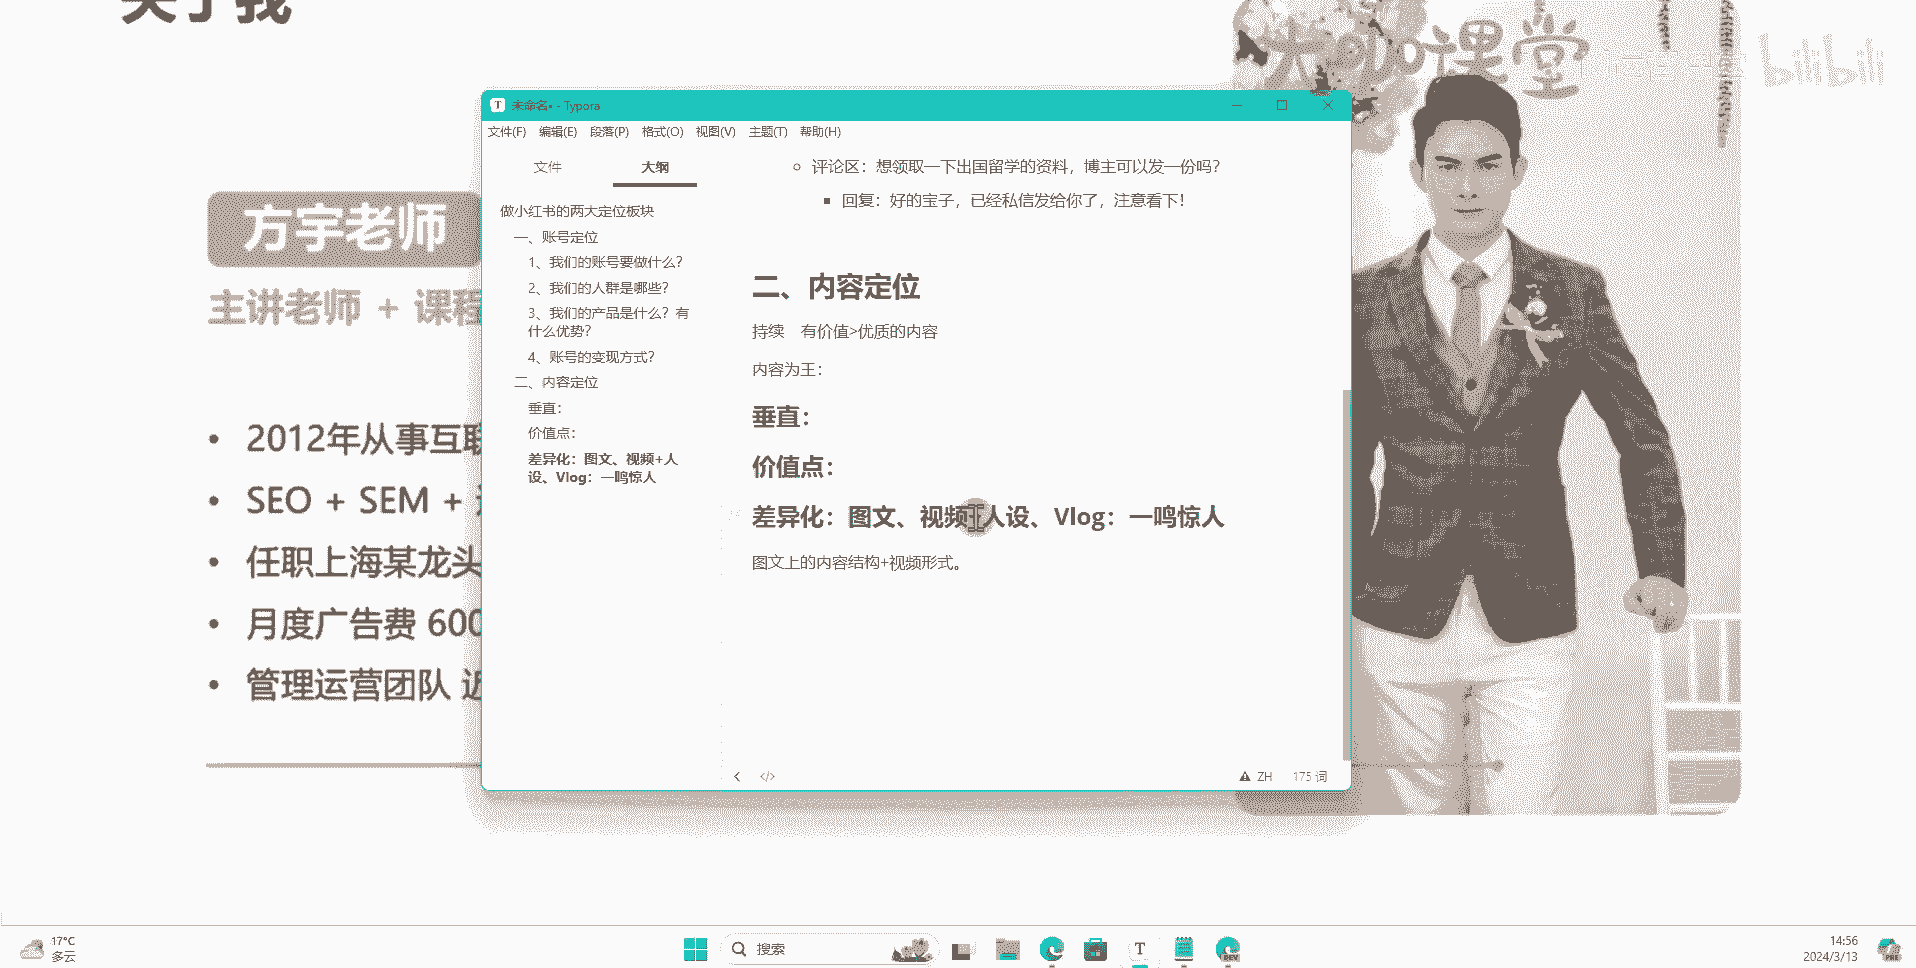 关于我
大咖课堂
bilibili
未命名• - Typora
文件(F) 编辑(E) 段落(P) 格式(O) 视图(V) 主题(T) 帮助(H)
文件 大纲
做小红书的两大定位板块
一、账号定位
1、我们的账号要做什么？
2、我们的人群是哪些？
3、我们的产品是什么？有
什么优势？
4、账号的变现方式？
二、内容定位
垂直：
价值点：
差异化：图文、视频+人
设、Vlog：一鸣惊人
评论区：想领取一下出国留学的资料，博主可以发一份吗？
回复：好的宝子，已经私信发给你了，注意看下！
二、内容定位
持续 有价值>优质的内容
内容为王：
垂直：
价值点：
差异化：图文、视频+人设、Vlog：一鸣惊人
图文上的内容结构+视频形式。
ZH 175 词
方宇老师
主讲老师 + 课程
• 2012年从事互联
• SEO + SEM +
• 任职上海某龙头
• 月度广告费 600
• 管理运营团队 近
17°C
多云
搜索
14:56
2024/3/13